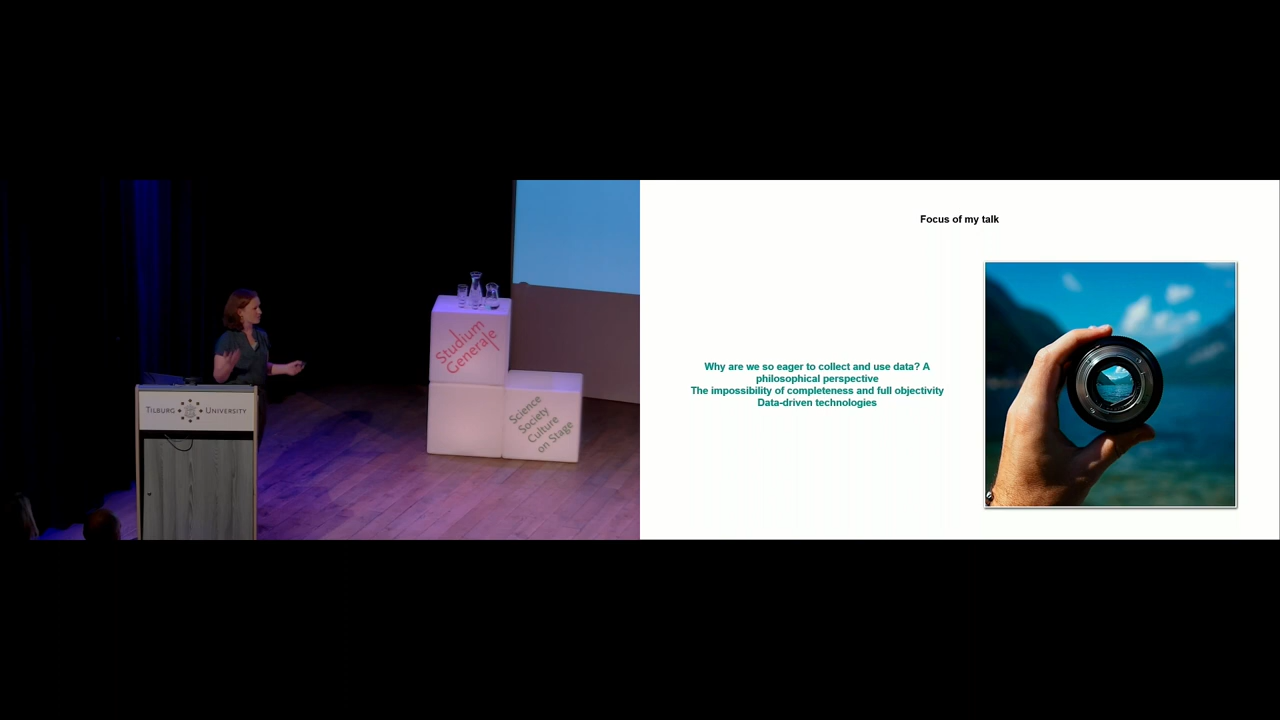 TILBURG UNIVERSITY
Studium
Generale
Science
Society
Culture
on Stage
Focus of my talk
Why are we so eager to collect and use data? A
philosophical perspective
The impossibility of completeness and full objectivity
Data-driven technologies